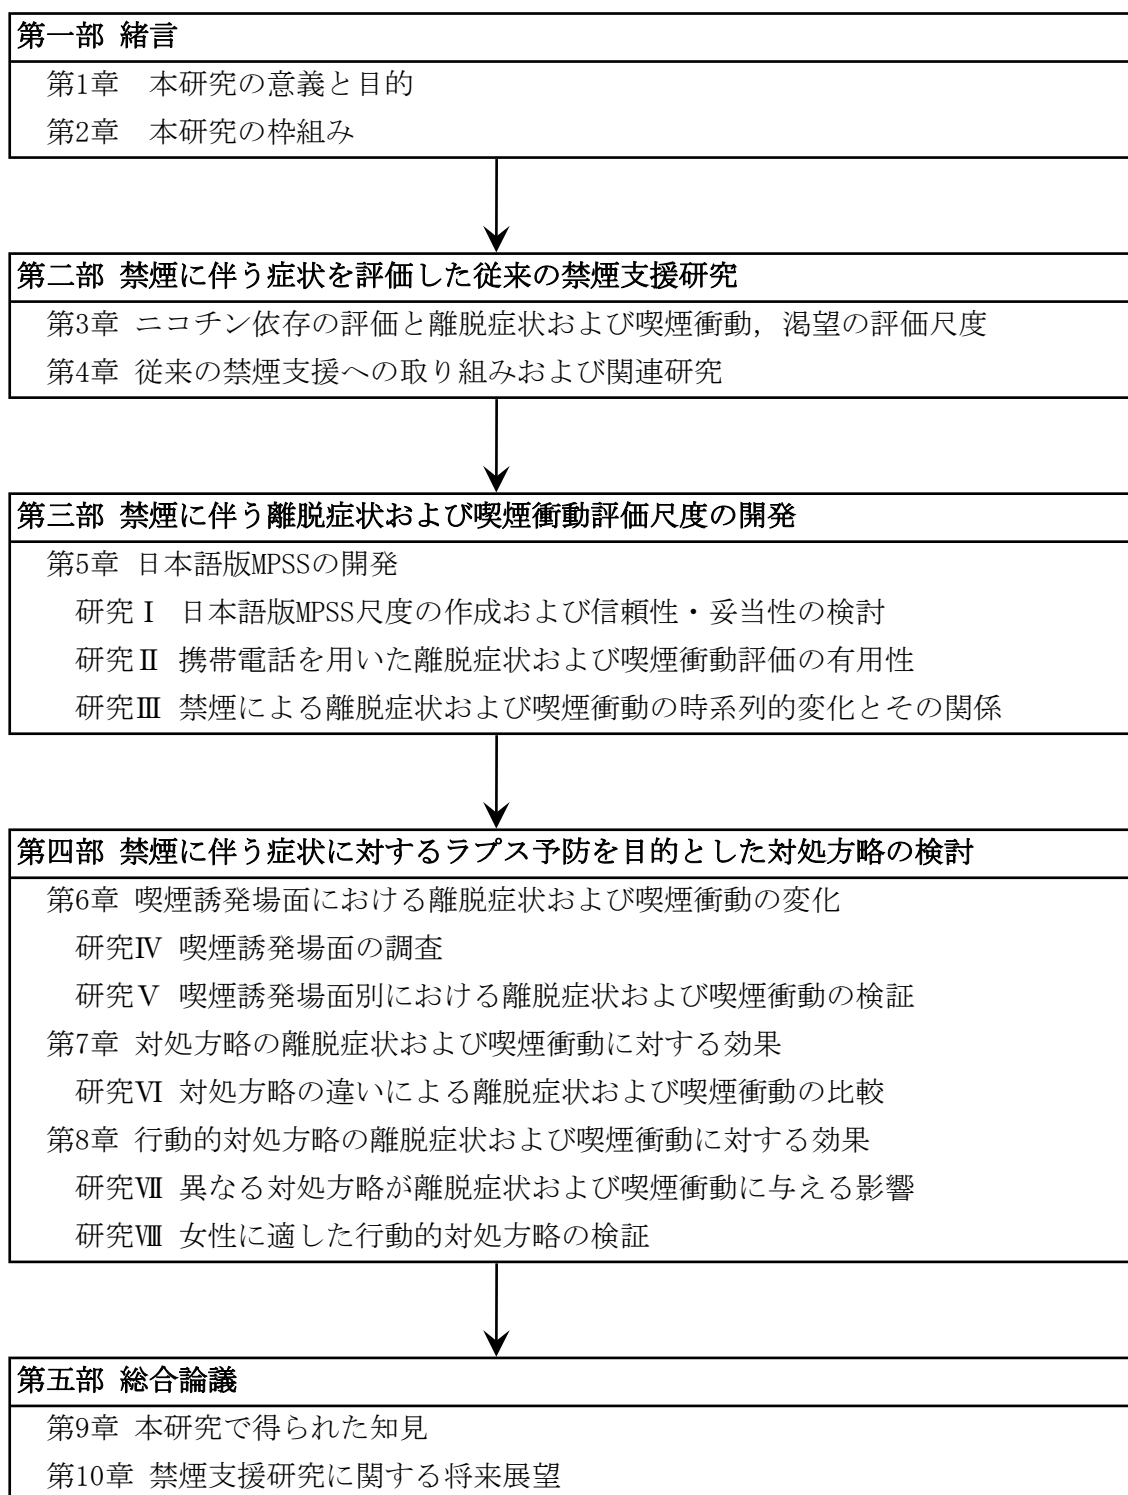 第一部 緒言
第1章 本研究の意義と目的
第2章 本研究の枠組み
第二部 禁煙に伴う症状を評価した従来の禁煙支援研究
第3章 ニコチン依存の評価と離脱症状および喫煙衝動，渇望の評価尺度
第4章 従来の禁煙支援への取り組みおよび関連研究
第三部 禁煙に伴う離脱症状および喫煙衝動評価尺度の開発
第5章 日本語版MPSSの開発
研究Ⅰ 日本語版MPSS尺度の作成および信頼性・妥当性の検討
研究Ⅱ 携帯電話を用いた離脱症状および喫煙衝動評価の有用性
研究Ⅲ 禁煙による離脱症状および喫煙衝動の時系列的変化とその関係
第四部 禁煙に伴う症状に対するラプス予防を目的とした対処方略の検討
第6章 喫煙誘発場面における離脱症状および喫煙衝動の変化
研究Ⅳ 喫煙誘発場面の調査
研究Ⅴ 喫煙誘発場面別における離脱症状および喫煙衝動の検証
第7章 対処方略の離脱症状および喫煙衝動に対する効果
研究Ⅵ 対処方略の違いによる離脱症状および喫煙衝動の比較
第8章 行動的対処方略の離脱症状および喫煙衝動に対する効果
研究Ⅶ 異なる対処方略が離脱症状および喫煙衝動に与える影響
研究Ⅷ 女性に適した行動的対処方略の検証
第五部 総合論議
第9章 本研究で得られた知見
第10章 禁煙支援研究に関する将来展望